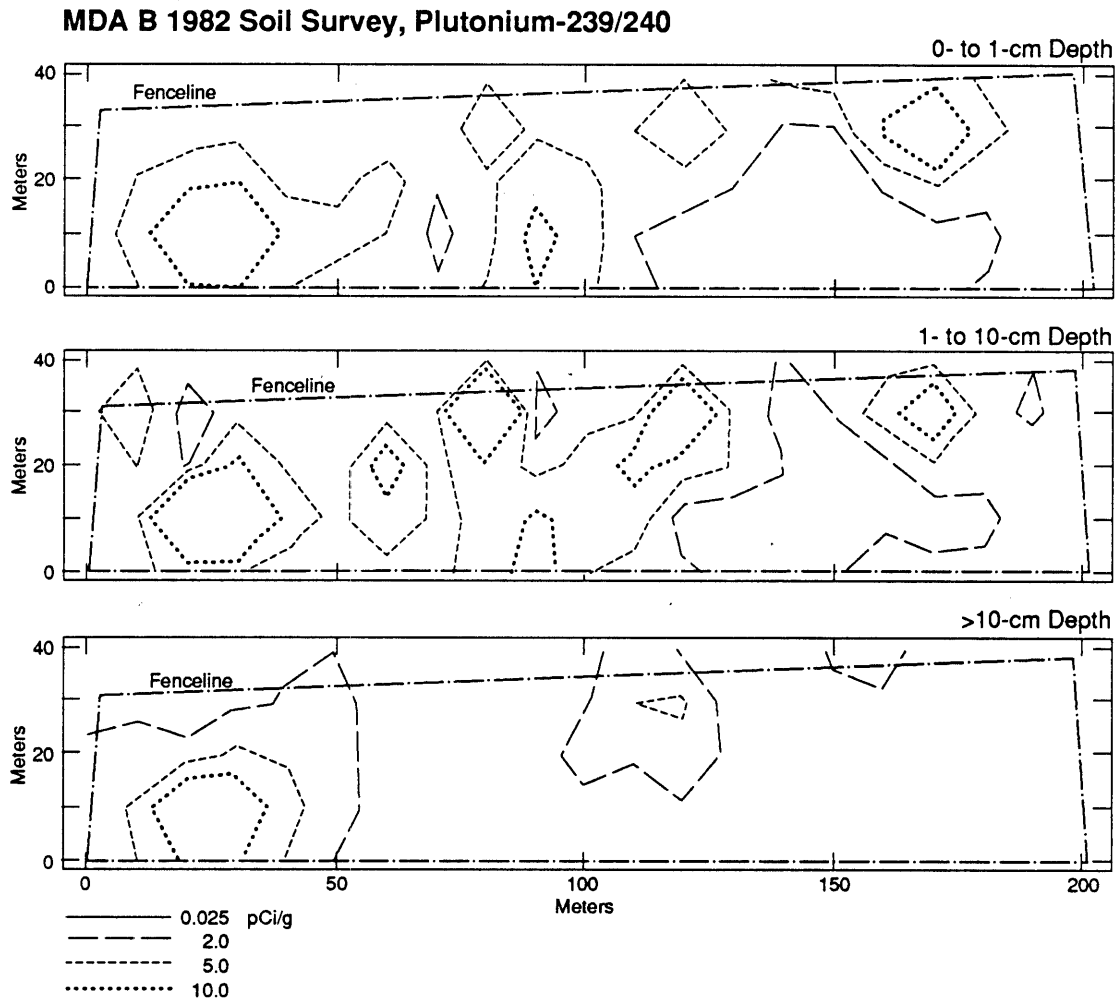 MDA B 1982 Soil Survey, Plutonium-239/240
0- to 1-cm Depth
40
Fenceline
20
Meters
0
1- to 10-cm Depth
40
Fenceline
20
Meters
0
>10-cm Depth
40
Fenceline
20
Meters
0
0 50 100 150 200
Meters
0.025 pCi/g
2.0
5.0
10.0